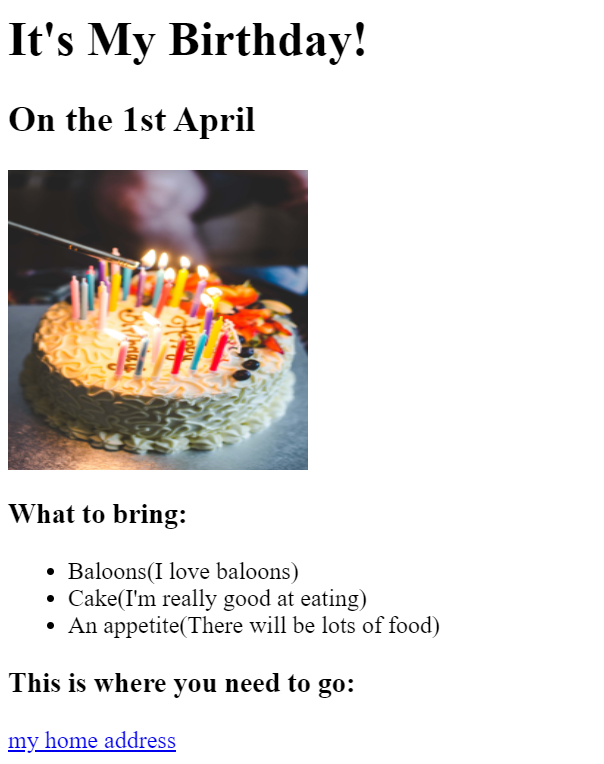 It's My Birthday!
On the 1st April
Happy
What to bring:
Baloons(I love baloons)
Cake(I'm really good at eating)
An appetite(There will be lots of food)
This is where you need to go:
my home address